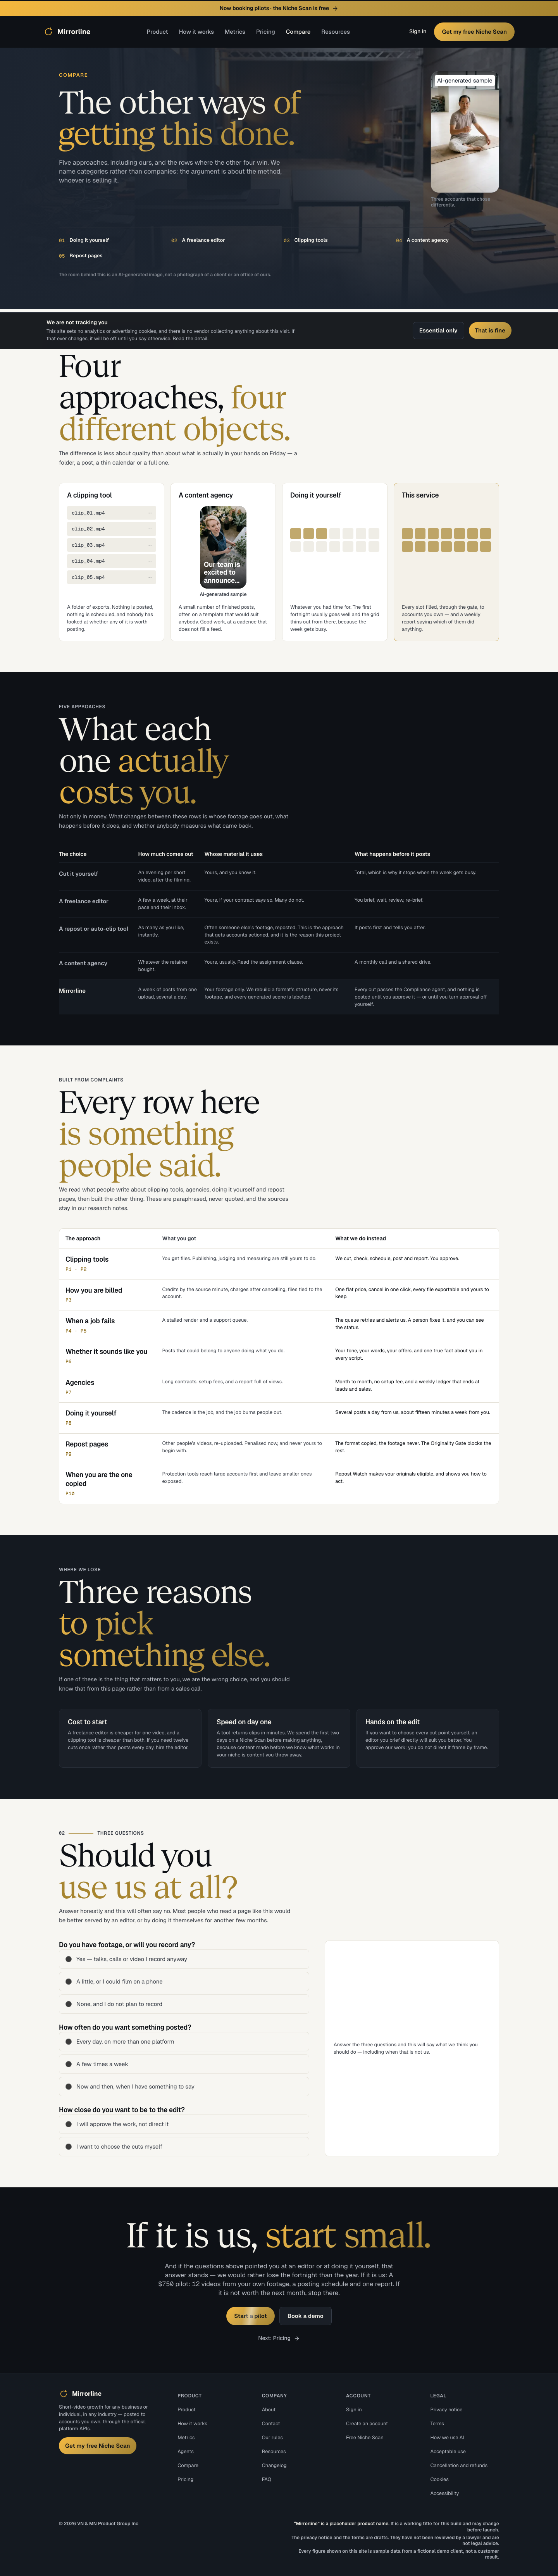 Now booking pilots · the Niche Scan is free →
Mirrorline
Product How it works Metrics Pricing Compare Resources
Sign in
Get my free Niche Scan
COMPARE
The other ways of
getting this done.
Five approaches, including ours, and the rows where the other four win. We
name categories rather than companies: the argument is about the method,
whoever is selling it.
AI-generated sample
Three accounts that chose
differently.
01 Doing it yourself
02 A freelance editor
03 Clipping tools
04 A content agency
05 Repost pages
The room behind this is an AI-generated image, not a photograph of a client or an office of ours.
We are not tracking you
This site sets no analytics or advertising cookies, and there is no vendor collecting anything about this visit. If
that ever changes, it will be off until you say otherwise. Read the detail.
Essential only
That is fine
Four
approaches, four
different objects.
The difference is less about quality than about what is actually in your hands on Friday — a
folder, a post, a thin calendar or a full one.
A clipping tool
clip_01.mp4 —
clip_02.mp4 —
clip_03.mp4 —
clip_04.mp4 —
clip_05.mp4 —
A folder of exports. Nothing is posted,
nothing is scheduled, and nobody has
looked at whether any of it is worth
posting.
A content agency
Our team is
excited to
announce…
AI-generated sample
A small number of finished posts,
often on a template that would suit
anybody. Good work, at a cadence that
does not fill a feed.
Doing it yourself
Whatever you had time for. The first
fortnight usually goes well and the grid
thins out from there, because the
week gets busy.
This service
Every slot filled, through the gate, to
accounts you own — and a weekly
report saying which of them did
anything.
FIVE APPROACHES
What each
one actually
costs you.
Not only in money. What changes between these rows is whose footage goes out, what
happens before it does, and whether anybody measures what came back.
The choice How much comes out Whose material it uses What happens before it posts
Cut it yourself
An evening per short
video, after the filming.
Yours, and you know it.
Total, which is why it stops when the week gets busy.
A freelance editor
A few a week, at their
pace and their inbox.
Yours, if your contract says so. Many do not.
You brief, wait, review, re-brief.
A repost or auto-clip tool
As many as you like,
instantly.
Often someone else's footage, reposted. This is the approach
that gets accounts actioned, and it is the reason this project
exists.
It posts first and tells you after.
A content agency
Whatever the retainer
bought.
Yours, usually. Read the assignment clause.
A monthly call and a shared drive.
Mirrorline
A week of posts from one
upload, several a day.
Your footage only. We rebuild a format's structure, never its
footage, and every generated scene is labelled.
Every cut passes the Compliance agent, and nothing is
posted until you approve it — or until you turn approval off
yourself.
BUILT FROM COMPLAINTS
Every row here
is something
people said.
We read what people write about clipping tools, agencies, doing it yourself and repost
pages, then built the other thing. These are paraphrased, never quoted, and the sources
stay in our research notes.
The approach What you got What we do instead
Clipping tools
P1 · P2
You get files. Publishing, judging and measuring are still yours to do.
We cut, check, schedule, post and report. You approve.
How you are billed
P3
Credits by the source minute, charges after cancelling, files tied to the
account.
One flat price, cancel in one click, every file exportable and yours to
keep.
When a job fails
P4 · P5
A stalled render and a support queue.
The queue retries and alerts us. A person fixes it, and you can see
the status.
Whether it sounds like you
P6
Posts that could belong to anyone doing what you do.
Your tone, your words, your offers, and one true fact about you in
every script.
Agencies
P7
Long contracts, setup fees, and a report full of views.
Month to month, no setup fee, and a weekly ledger that ends at
leads and sales.
Doing it yourself
P8
The cadence is the job, and the job burns people out.
Several posts a day from us, about fifteen minutes a week from you.
Repost pages
P9
Other people's videos, re-uploaded. Penalised now, and never yours to
begin with.
The format copied, the footage never. The Originality Gate blocks the
rest.
When you are the one
copied
P10
Protection tools reach large accounts first and leave smaller ones
exposed.
Repost Watch makes your originals eligible, and shows you how to
act.
WHERE WE LOSE
Three reasons
to pick
something else.
If one of these is the thing that matters to you, we are the wrong choice, and you should
know that from this page rather than from a sales call.
Cost to start
A freelance editor is cheaper for one video, and a
clipping tool is cheaper than both. If you need twelve
cuts once rather than posts every day, hire the editor.
Speed on day one
A tool returns clips in minutes. We spend the first two
days on a Niche Scan before making anything,
because content made before we know what works in
your niche is content you throw away.
Hands on the edit
If you want to choose every cut point yourself, an
editor you brief directly will suit you better. You
approve our work; you do not direct it frame by frame.
02 THREE QUESTIONS
Should you
use us at all?
Answer honestly and this will often say no. Most people who read a page like this would
be better served by an editor, or by doing it themselves for another few months.
Do you have footage, or will you record any?
Yes — talks, calls or video I record anyway
A little, or I could film on a phone
None, and I do not plan to record
How often do you want something posted?
Every day, on more than one platform
A few times a week
Now and then, when I have something to say
How close do you want to be to the edit?
I will approve the work, not direct it
I want to choose the cuts myself
Answer the three questions and this will say what we think you
should do — including when that is not us.
If it is us, start small.
And if the questions above pointed you at an editor or at doing it yourself, that
answer stands — we would rather lose the fortnight than the year. If it is us: A
$750 pilot: 12 videos from your own footage, a posting schedule and one report. If
it is not worth the next month, stop there.
Start a pilot
Book a demo
Next: Pricing →
Mirrorline
Short-video growth for any business or
individual, in any industry — posted to
accounts you own, through the official
platform APIs.
Get my free Niche Scan
PRODUCT
Product
How it works
Metrics
Agents
Compare
Pricing
COMPANY
About
Contact
Our rules
Resources
Changelog
FAQ
ACCOUNT
Sign in
Create an account
Free Niche Scan
LEGAL
Privacy notice
Terms
How we use AI
Acceptable use
Cancellation and refunds
Cookies
Accessibility
© 2026 VN & MN Product Group Inc
"Mirrorline" is a placeholder product name. It is a working title for this build and may change
before launch.
The privacy notice and the terms are drafts. They have not been reviewed by a lawyer and are
not legal advice.
Every figure shown on this site is sample data from a fictional demo client, not a customer
result.